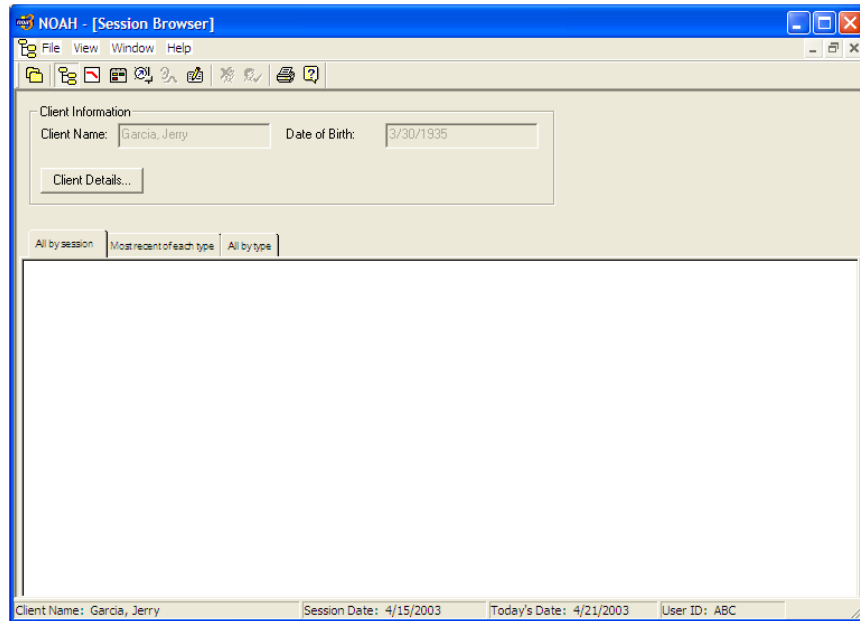 NOAH - [Session Browser]
File View Window Help
Client Information
Client Name: Garcia, Jerry Date of Birth: 3/30/1935
Client Details...
All by session Most recent of each type All by type
Client Name: Garcia, Jerry Session Date: 4/15/2003 Today's Date: 4/21/2003 User ID: ABC